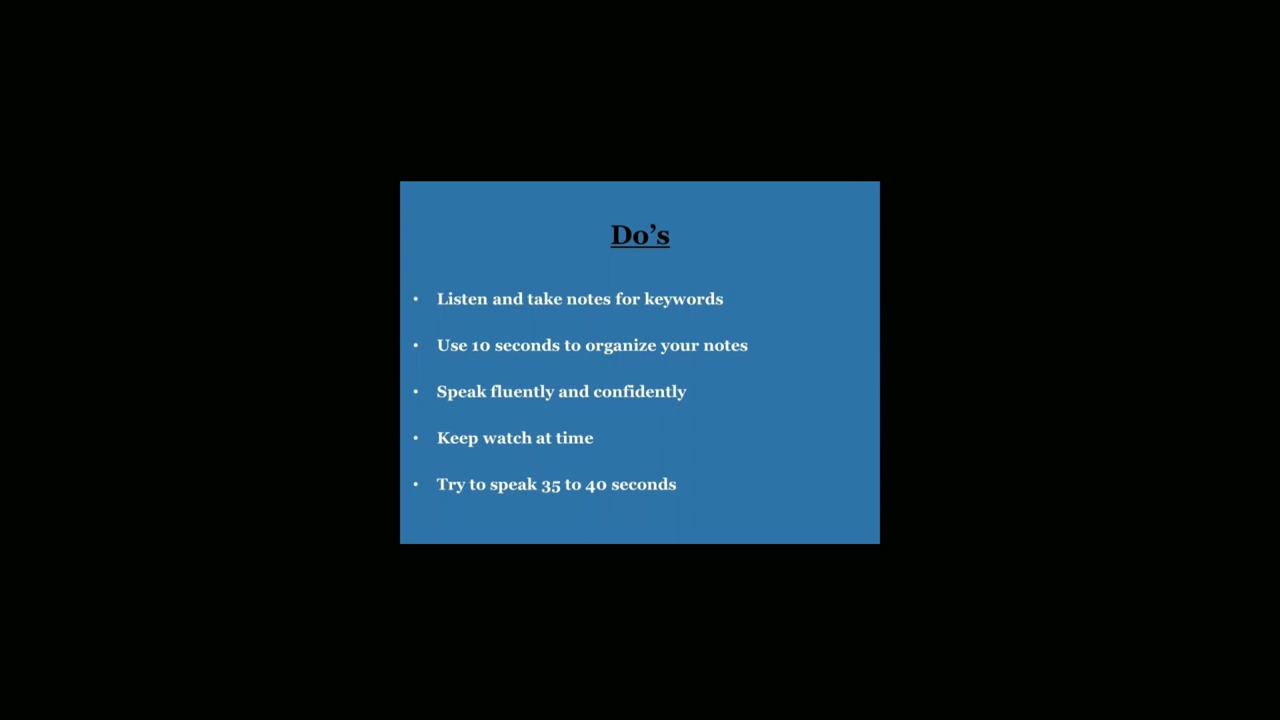 Do’s
• Listen and take notes for keywords
• Use 10 seconds to organize your notes
• Speak fluently and confidently
• Keep watch at time
• Try to speak 35 to 40 seconds